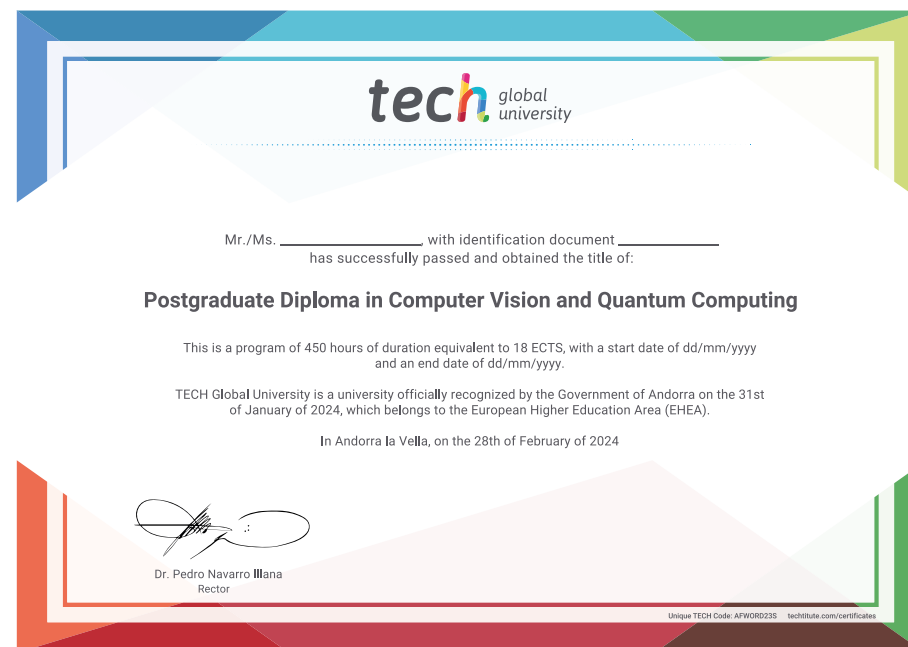 tech global university
Mr./Ms. ____________________, with identification document ______________
has successfully passed and obtained the title of:
Postgraduate Diploma in Computer Vision and Quantum Computing
This is a program of 450 hours of duration equivalent to 18 ECTS, with a start date of dd/mm/yyyy
and an end date of dd/mm/yyyy.
TECH Global University is a university officially recognized by the Government of Andorra on the 31st
of January of 2024, which belongs to the European Higher Education Area (EHEA).
In Andorra la Vella, on the 28th of February of 2024
Dr. Pedro Navarro Illana
Rector
Unique TECH Code: AFWORD23S techtitute.com/certificates